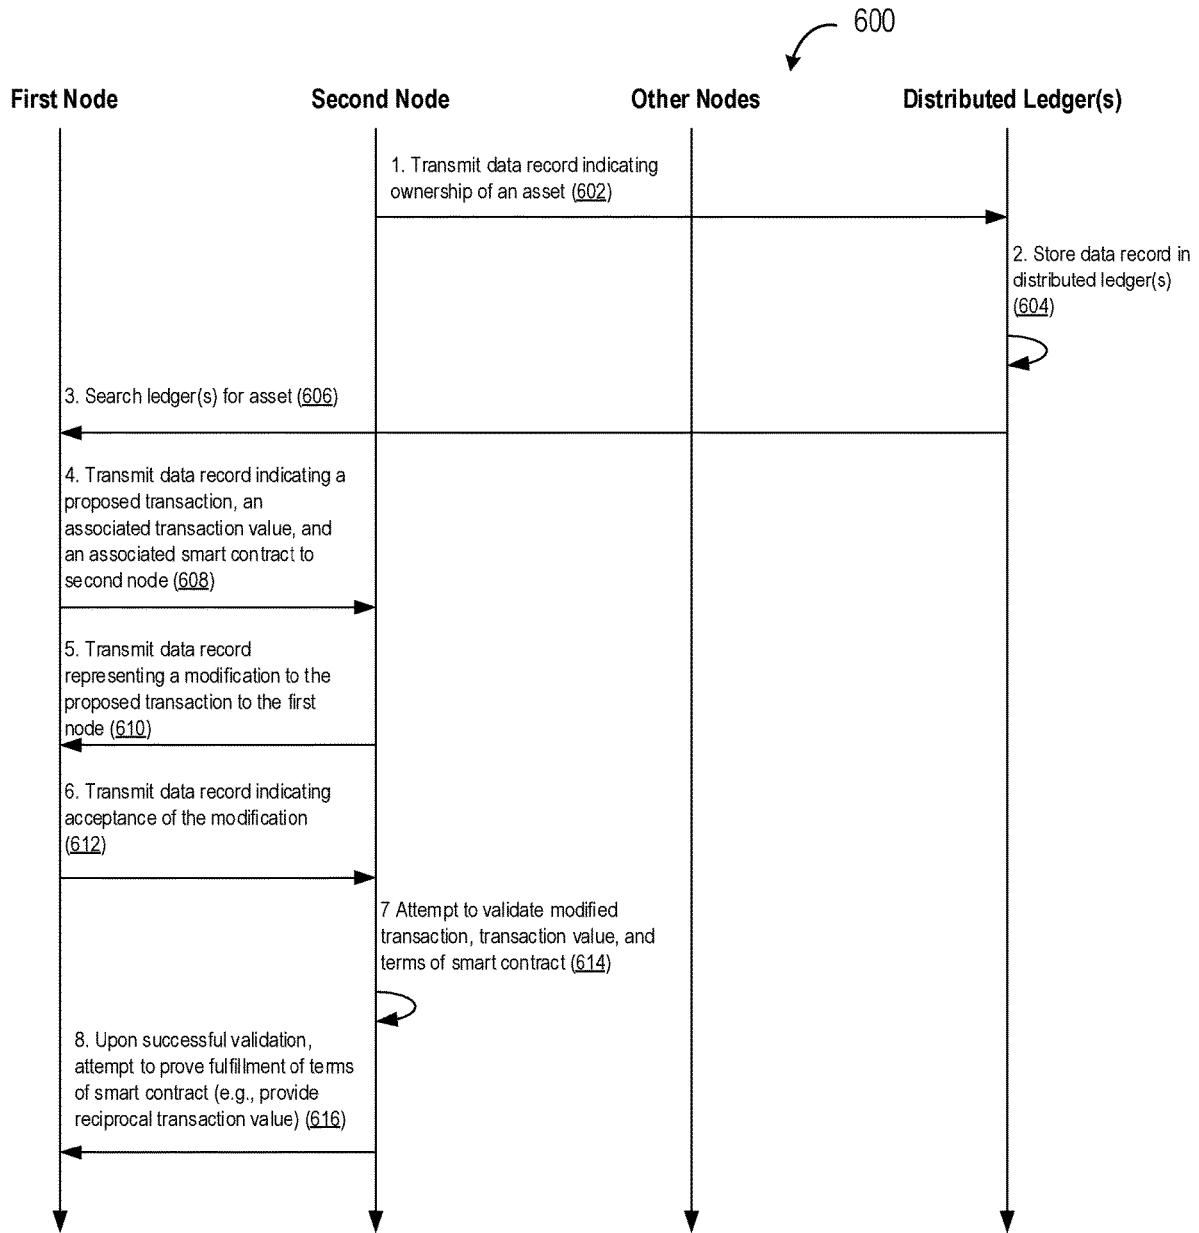 600
First Node
Second Node
Other Nodes
Distributed Ledger(s)
1. Transmit data record indicating
ownership of an asset (602)
2. Store data record in
distributed ledger(s)
(604)
3. Search ledger(s) for asset (606)
4. Transmit data record indicating a
proposed transaction, an
associated transaction value, and
an associated smart contract to
second node (608)
5. Transmit data record
representing a modification to the
proposed transaction to the first
node (610)
6. Transmit data record indicating
acceptance of the modification
(612)
7 Attempt to validate modified
transaction, transaction value, and
terms of smart contract (614)
8. Upon successful validation,
attempt to prove fulfillment of terms
of smart contract (e.g., provide
reciprocal transaction value) (616)